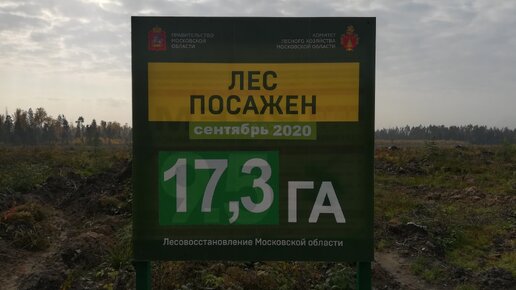 ПРАВИТЕЛЬСТВО
МОСКОВСКОЙ
ОБЛАСТИ
КОМИТЕТ
ЛЕСНОГО ХОЗЯЙСТВА
МОСКОВСКОЙ ОБЛАСТИ
ЛЕС
ПОСАЖЕН
сентябрь 2020
17,3 ГА
Лесовосстановление Московской области